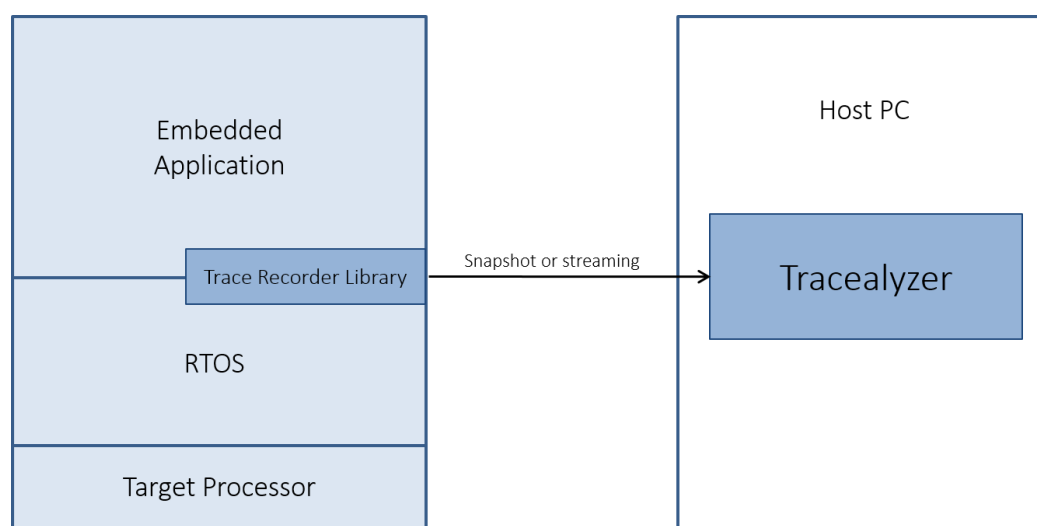 Embedded
Application
Trace Recorder Library
RTOS
Target Processor
Snapshot or streaming
Host PC
Tracealyzer